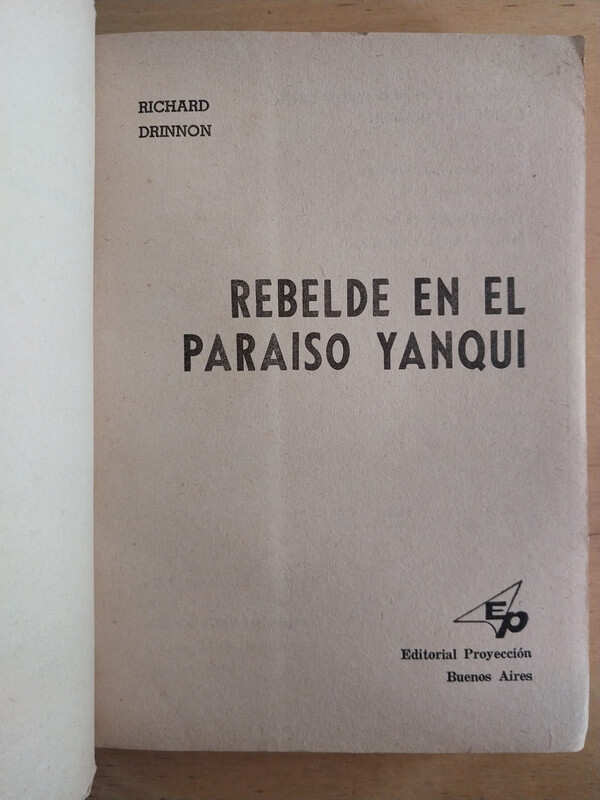 RICHARD
DRINNON
REBELDE EN EL
PARAISO YANQUI
Ep
Editorial Proyección
Buenos Aires